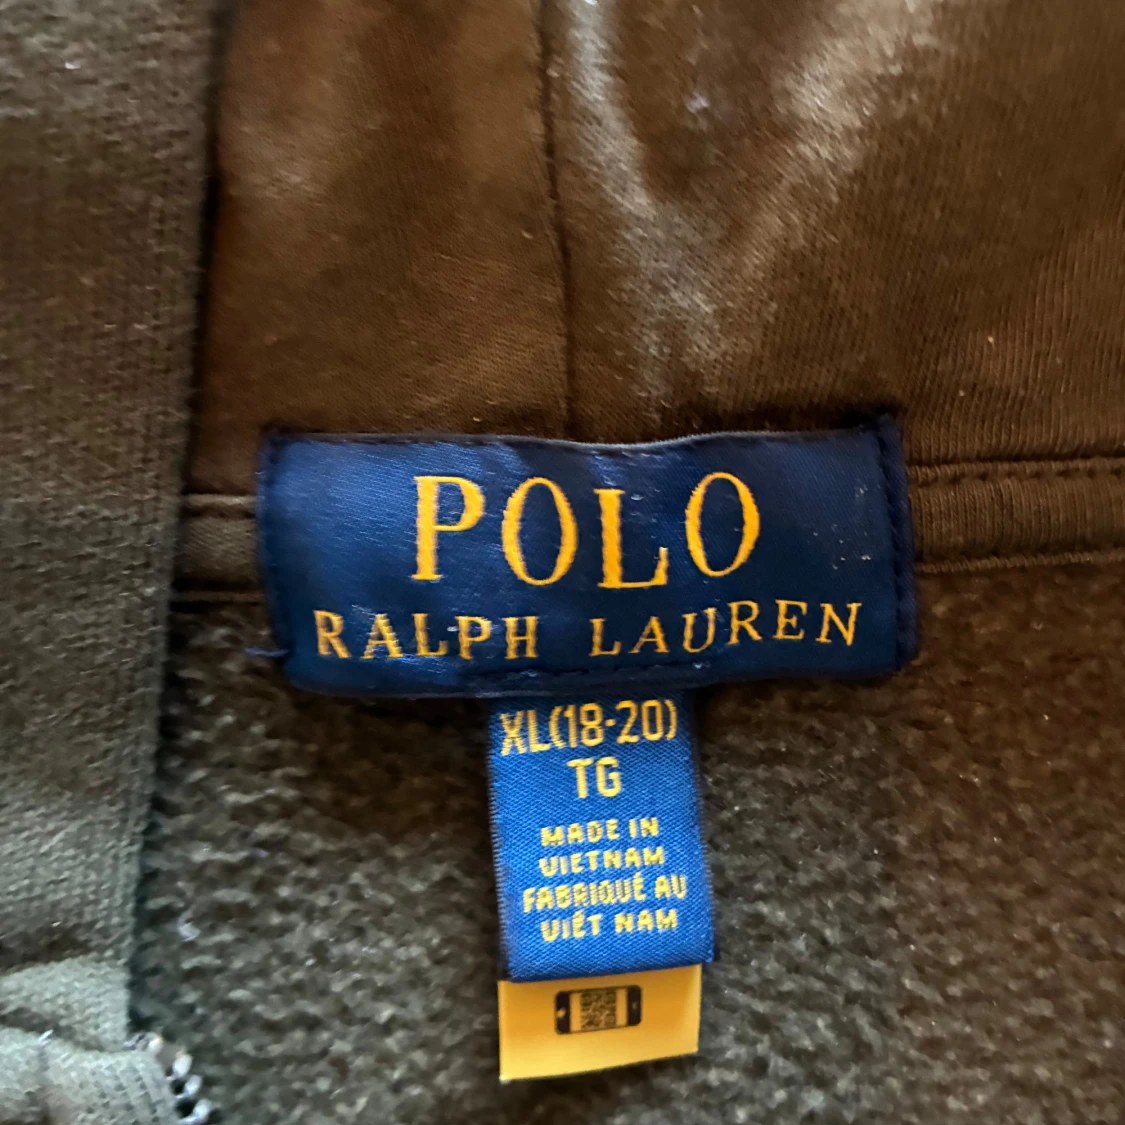 POLO
RALPH LAUREN
XL(18-20)
TG
MADE IN
VIETNAM
FABRIQUÉ AU
VIÊT NAM